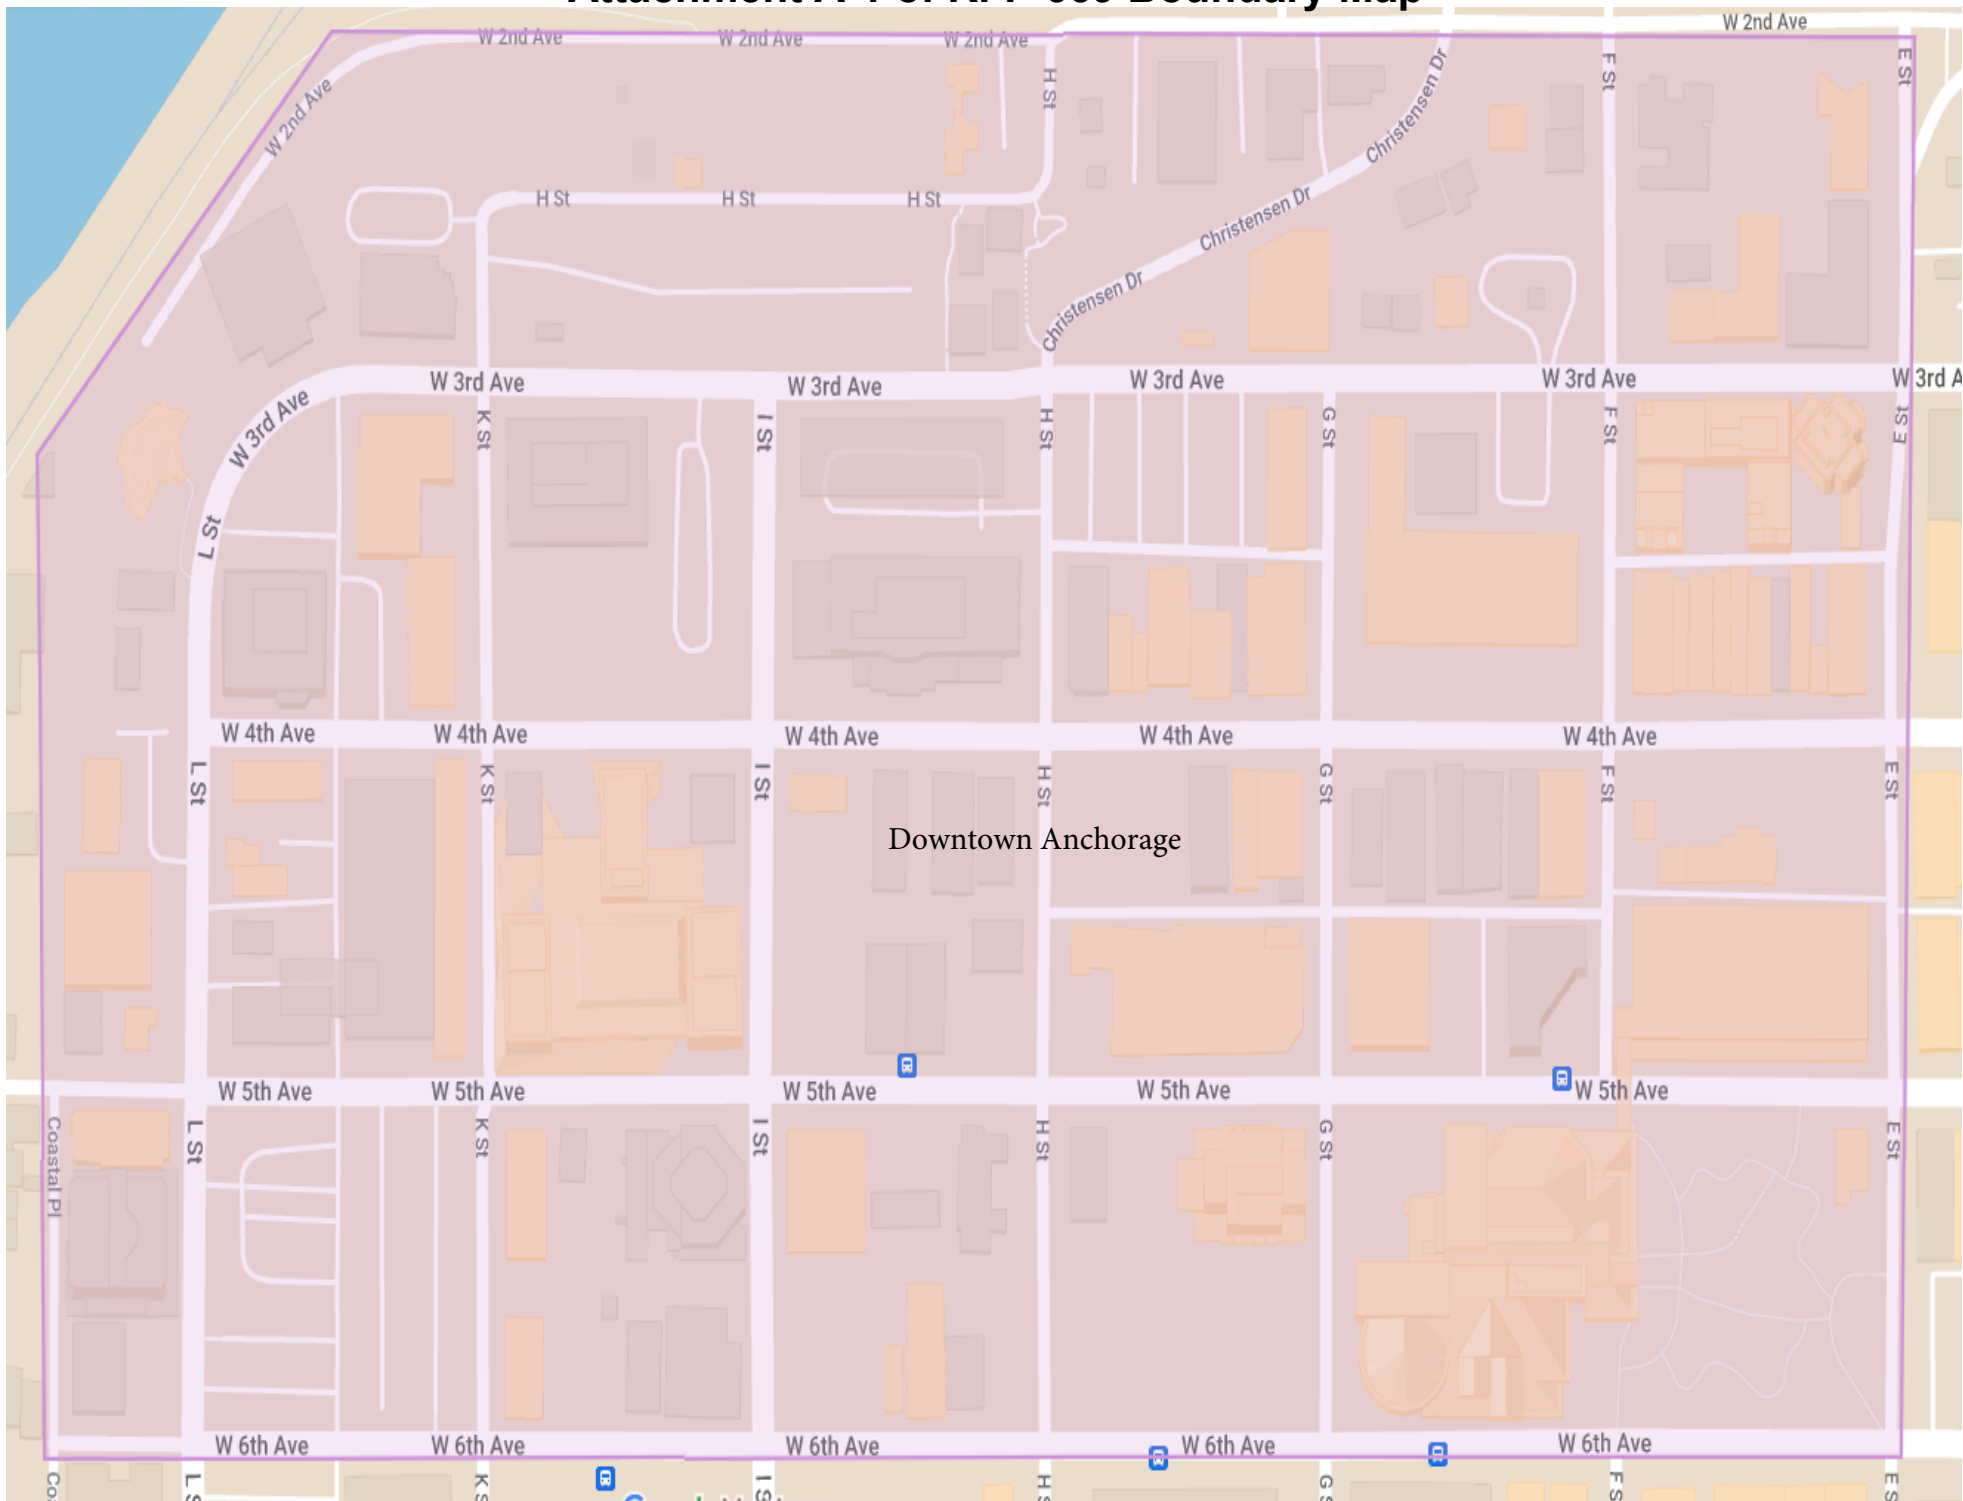 W 2nd Ave
W 2nd Ave W 2nd Ave W 2nd Ave
W 2nd Ave
H St
Christensen Dr
F St
E St
H St H St H St
Christensen Dr
Christensen Dr
W 3rd Ave W 3rd Ave W 3rd Ave W 3rd Ave W 3rd A
W 3rd Ave
K St I St H St G St F St E St
L St
W 4th Ave W 4th Ave W 4th Ave W 4th Ave W 4th Ave
L St K St I St H St G St F St E St
Downtown Anchorage
W 5th Ave W 5th Ave W 5th Ave W 5th Ave W 5th Ave
Coastal Pl L St K St I St H St G St E St
W 6th Ave W 6th Ave W 6th Ave W 6th Ave W 6th Ave